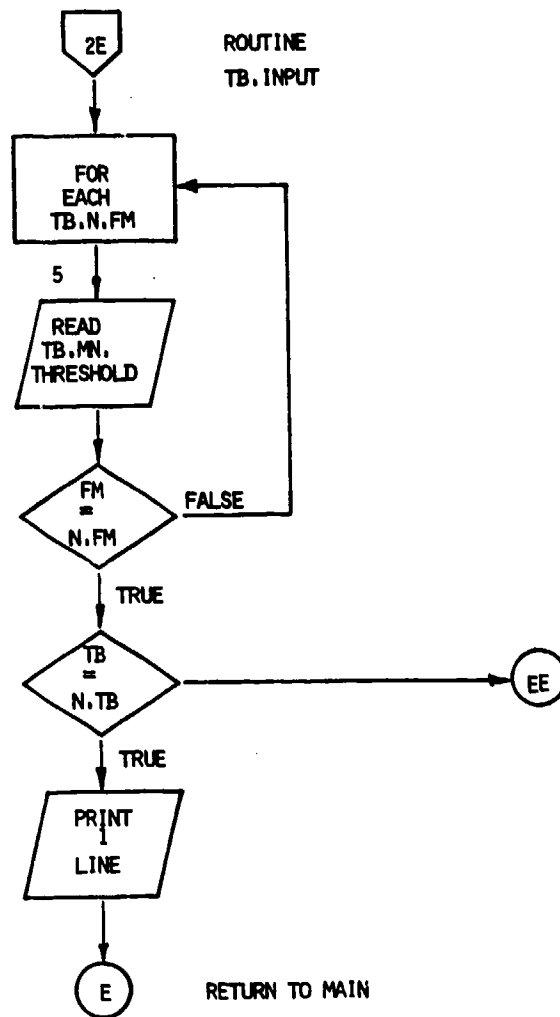 2E
ROUTINE
TB.INPUT
FOR
EACH
TB.N.FM
5
READ
TB.MN.
THRESHOLD
FM
=
N.FM
FALSE
TRUE
TB
=
N.TB
EE
TRUE
PRINT
1
LINE
E
RETURN TO MAIN